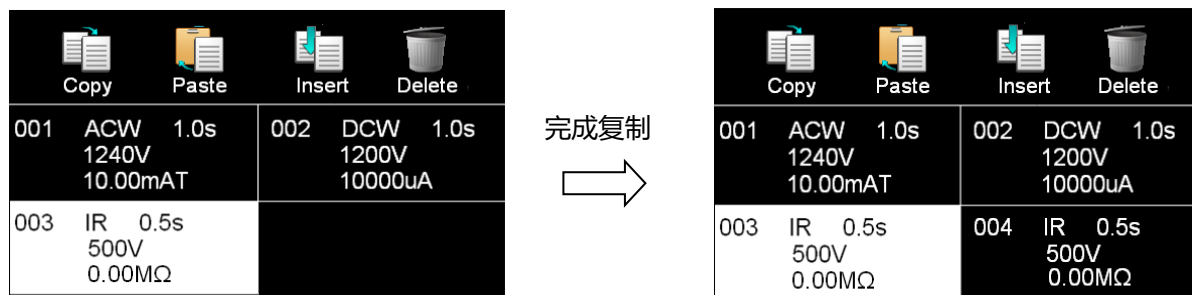 Copy Paste Insert Delete
001 ACW 1.0s 002 DCW 1.0s
1240V 1200V
10.00mAT 10000uA
003 IR 0.5s
500V
0.00MΩ
完成复制
Copy Paste Insert Delete
001 ACW 1.0s 002 DCW 1.0s
1240V 1200V
10.00mAT 10000uA
003 IR 0.5s 004 IR 0.5s
500V 500V
0.00MΩ 0.00MΩ